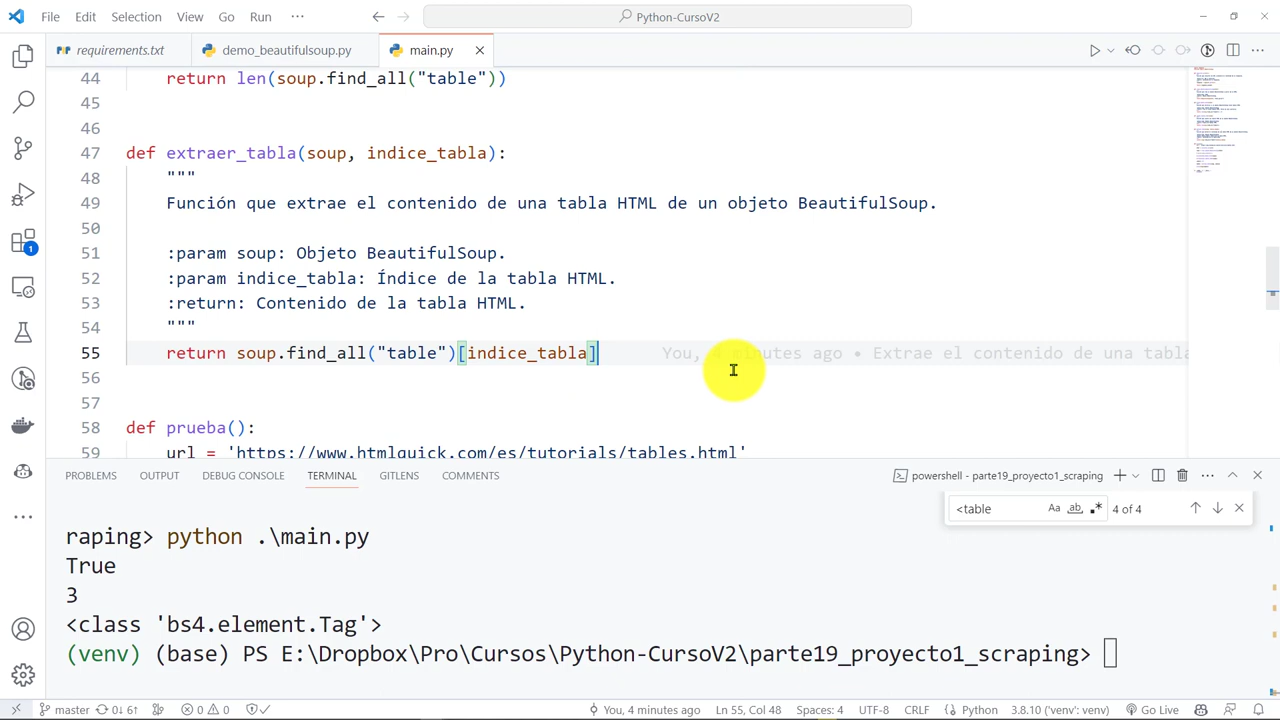 File Edit Selection View Go Run ··· Python-CursoV2
requirements.txt demo_beautifulsoup.py main.py
44 return len(soup.find_all("table"))
45
46
def extraer_tabla(soup, indice_tabla):
"""
49 Función que extrae el contenido de una tabla HTML de un objeto BeautifulSoup.
50
51 :param soup: Objeto BeautifulSoup.
52 :param indice_tabla: Índice de la tabla HTML.
53 :return: Contenido de la tabla HTML.
54 """
55 return soup.find_all("table")[indice_tabla] You, 4 minutes ago • Extrae el contenido de una tabla
56
57
58 def prueba():
59 url = 'https://www.htmlquick.com/es/tutorials/tables.html'
PROBLEMS OUTPUT DEBUG CONSOLE TERMINAL GITLENS COMMENTS powershell - parte19_proyecto1_scraping
<table Aa ab 4 of 4
raping> python .\main.py
True
3
<class 'bs4.element.Tag'>
(venv) (base) PS E:\Dropbox\Pro\Cursos\Python-CursoV2\parte19_proyecto1_scraping>
1
master 0↓ 6↑ 0 0 You, 4 minutes ago Ln 55, Col 48 Spaces: 4 UTF-8 CRLF Python 3.8.10 ('venv': venv) Go Live